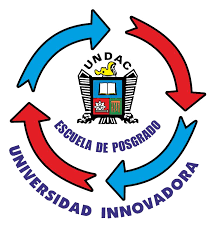 UNDAC
ESCUELA DE POSGRADO
UNIVERSIDAD INNOVADORA